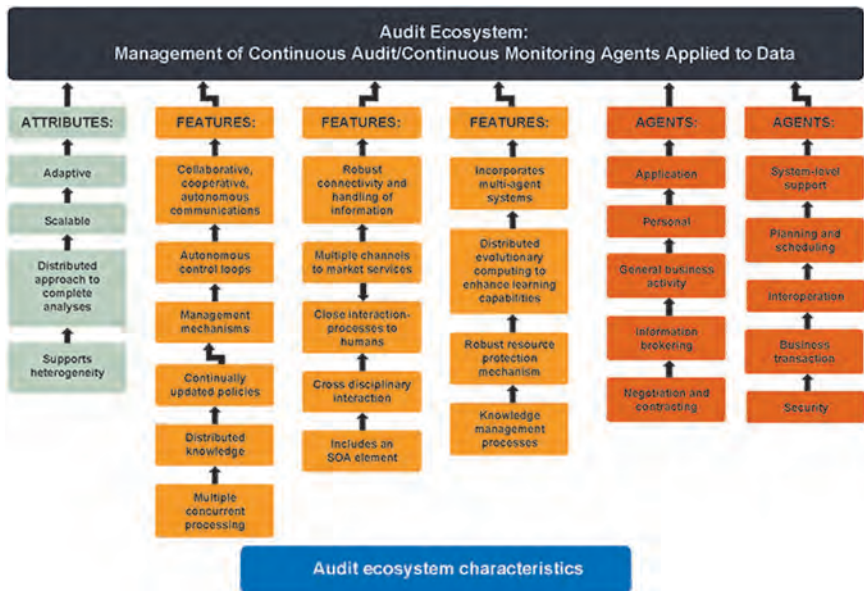 Audit Ecosystem:
Management of Continuous Audit/Continuous Monitoring Agents Applied to Data
ATTRIBUTES:
Adaptive
Scalable
Distributed
approach to
complete
analyses
Supports
heterogeneity
FEATURES:
Collaborative,
cooperative,
autonomous
communications
Autonomous
control loops
Management
mechanisms
Continually
updated policies
Distributed
knowledge
Multiple
concurrent
processing
FEATURES:
Robust
connectivity and
handling of
information
Multiple channels
to market services
Close interaction-
processes to
humans
Cross disciplinary
interaction
Includes an
SOA element
FEATURES:
Incorporates
multi-agent
systems
Distributed
evolutionary
computing to
enhance learning
capabilities
Robust resource
protection
mechanism
Knowledge
management
processes
AGENTS:
Application
Personal
General business
activity
Information
brokering
Negotiation and
contracting
AGENTS:
System-level
support
Planning and
scheduling
Interoperation
Business
transaction
Security
Audit ecosystem characteristics